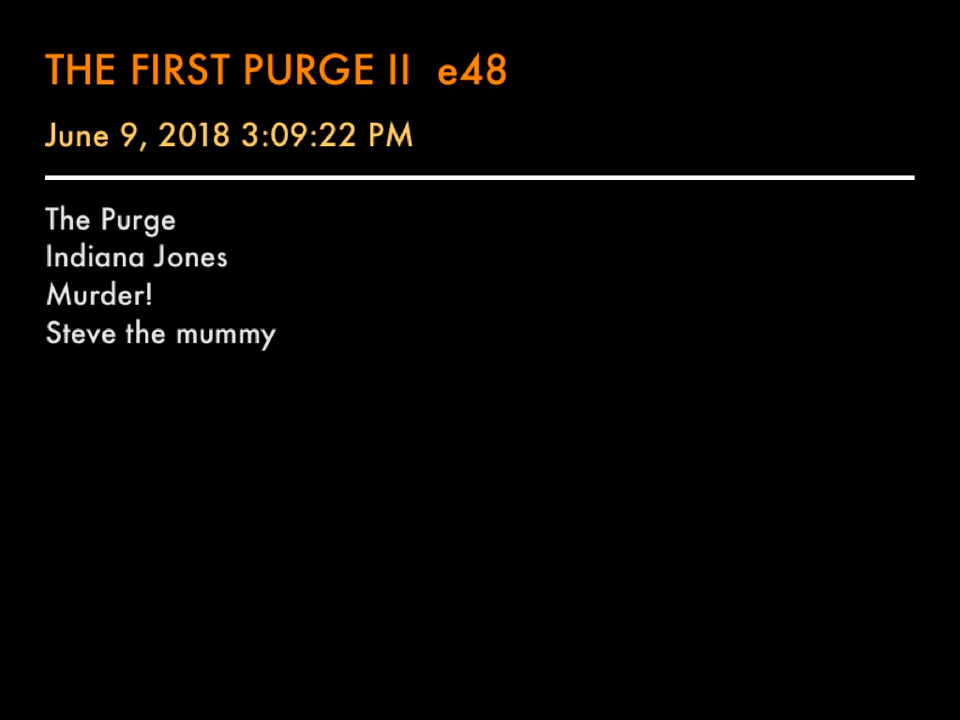 THE FIRST PURGE II  e48
June 9, 2018 3:09:22 PM
The Purge
Indiana Jones
Murder!
Steve the mummy